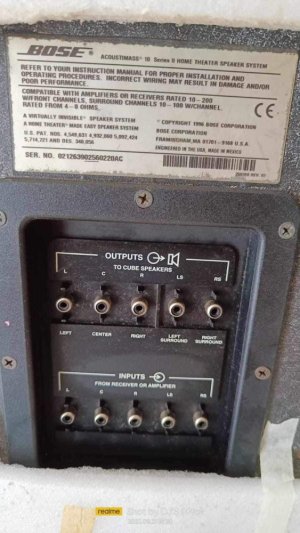 BOSE®
ACOUSTIMASS® 10 Series II HOME THEATER SPEAKER SYSTEM
REFER TO YOUR INSTRUCTION MANUAL FOR PROPER INSTALLATION AND
OPERATING PROCEDURES. INCORRECT WIRING MAY RESULT IN DAMAGE AND/OR
POOR PERFORMANCE.
COMPATIBLE WITH AMPLIFIERS OR RECEIVERS RATED 10 - 200
W/FRONT CHANNELS, SURROUND CHANNELS 10 - 100 W/CHANNEL.
RATED FROM 4 - 8 OHMS.
A VIRTUALLY INVISIBLE® SPEAKER SYSTEM
A HOME THEATER® MADE EASY SPEAKER SYSTEM
U.S. PAT. NOS. 4,549,631 4,932,060 5,092,424
5,714,721 AND DES.
© COPYRIGHT 1996 BOSE CORPORATION
BOSE CORPORATION
FRAMINGHAM, MA 01701 - 9168 U.S.A.
ENGINEERED IN THE USA, MADE IN MEXICO
CE
SER. NO. 021263902560220AC
OUTPUTS
TO CUBE SPEAKERS
L C R LS RS
LEFT CENTER RIGHT LEFT SURROUND RIGHT SURROUND
INPUTS
FROM RECEIVER OR AMPLIFIER
L C R LS RS
realme
Shot by